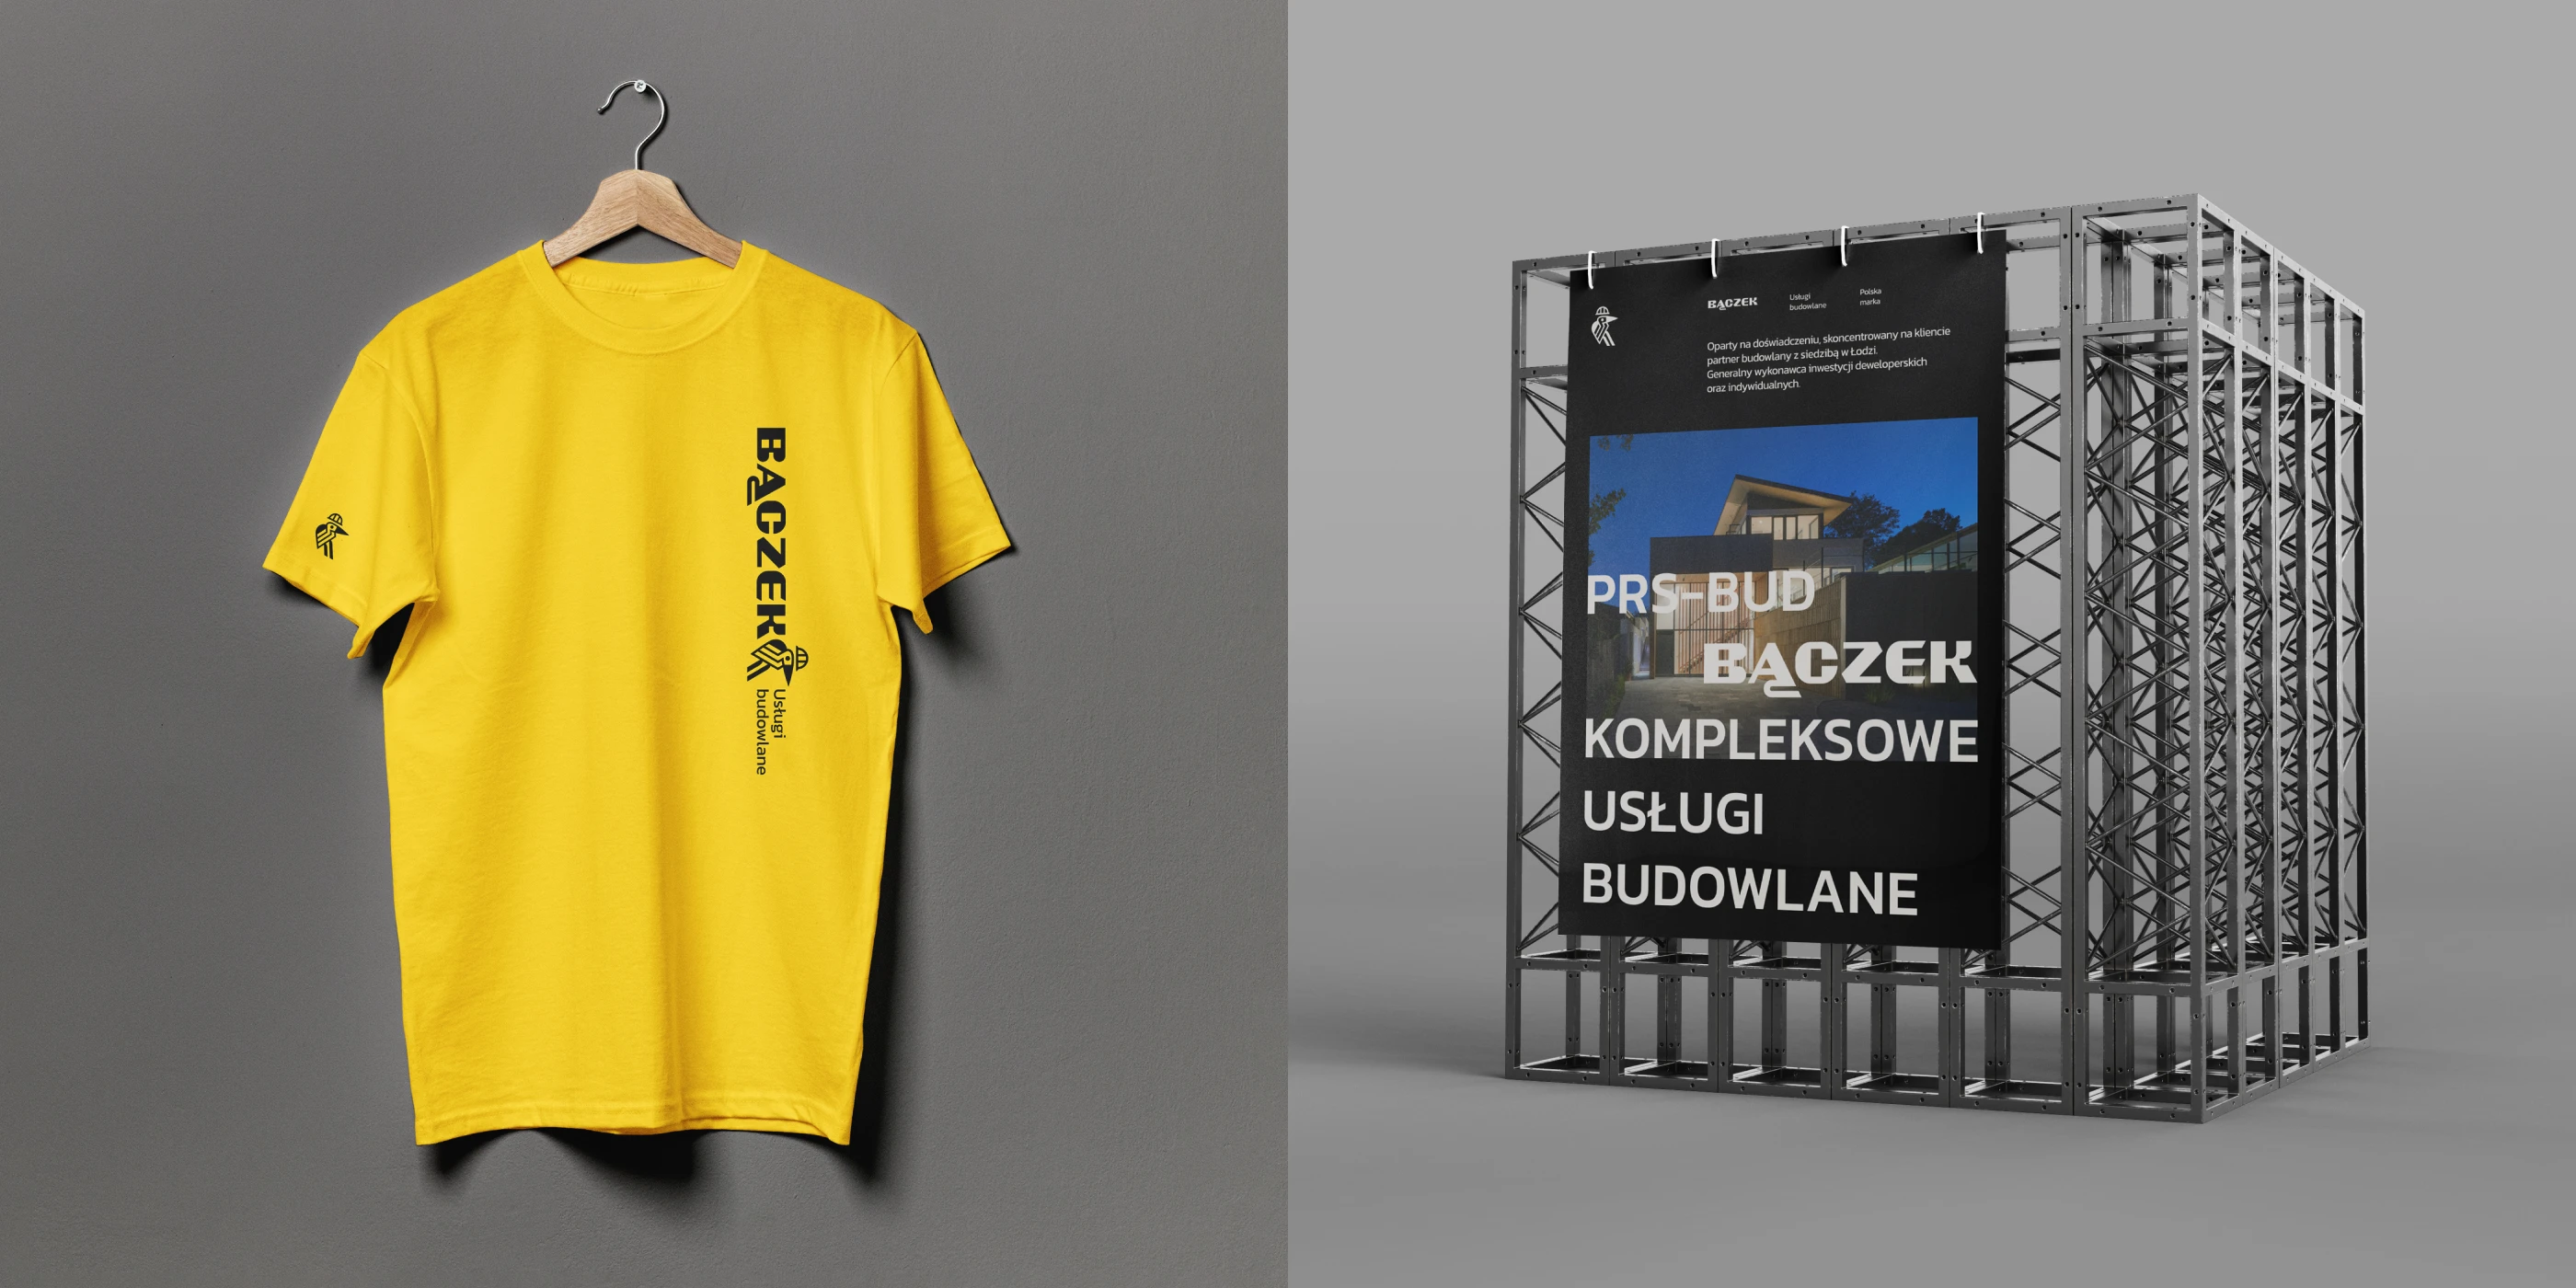 BĄCZEK
Usługi
budowlane
BĄCZEK
Usługi
budowlane
Polska
marka
Oparty na doświadczeniu, skoncentrowany na kliencie
partner budowlany z siedzibą w Łodzi.
Generalny wykonawca inwestycji deweloperskich
oraz indywidualnych.
PRS-BUD
BĄCZEK
KOMPLEKSOWE
USŁUGI
BUDOWLANE